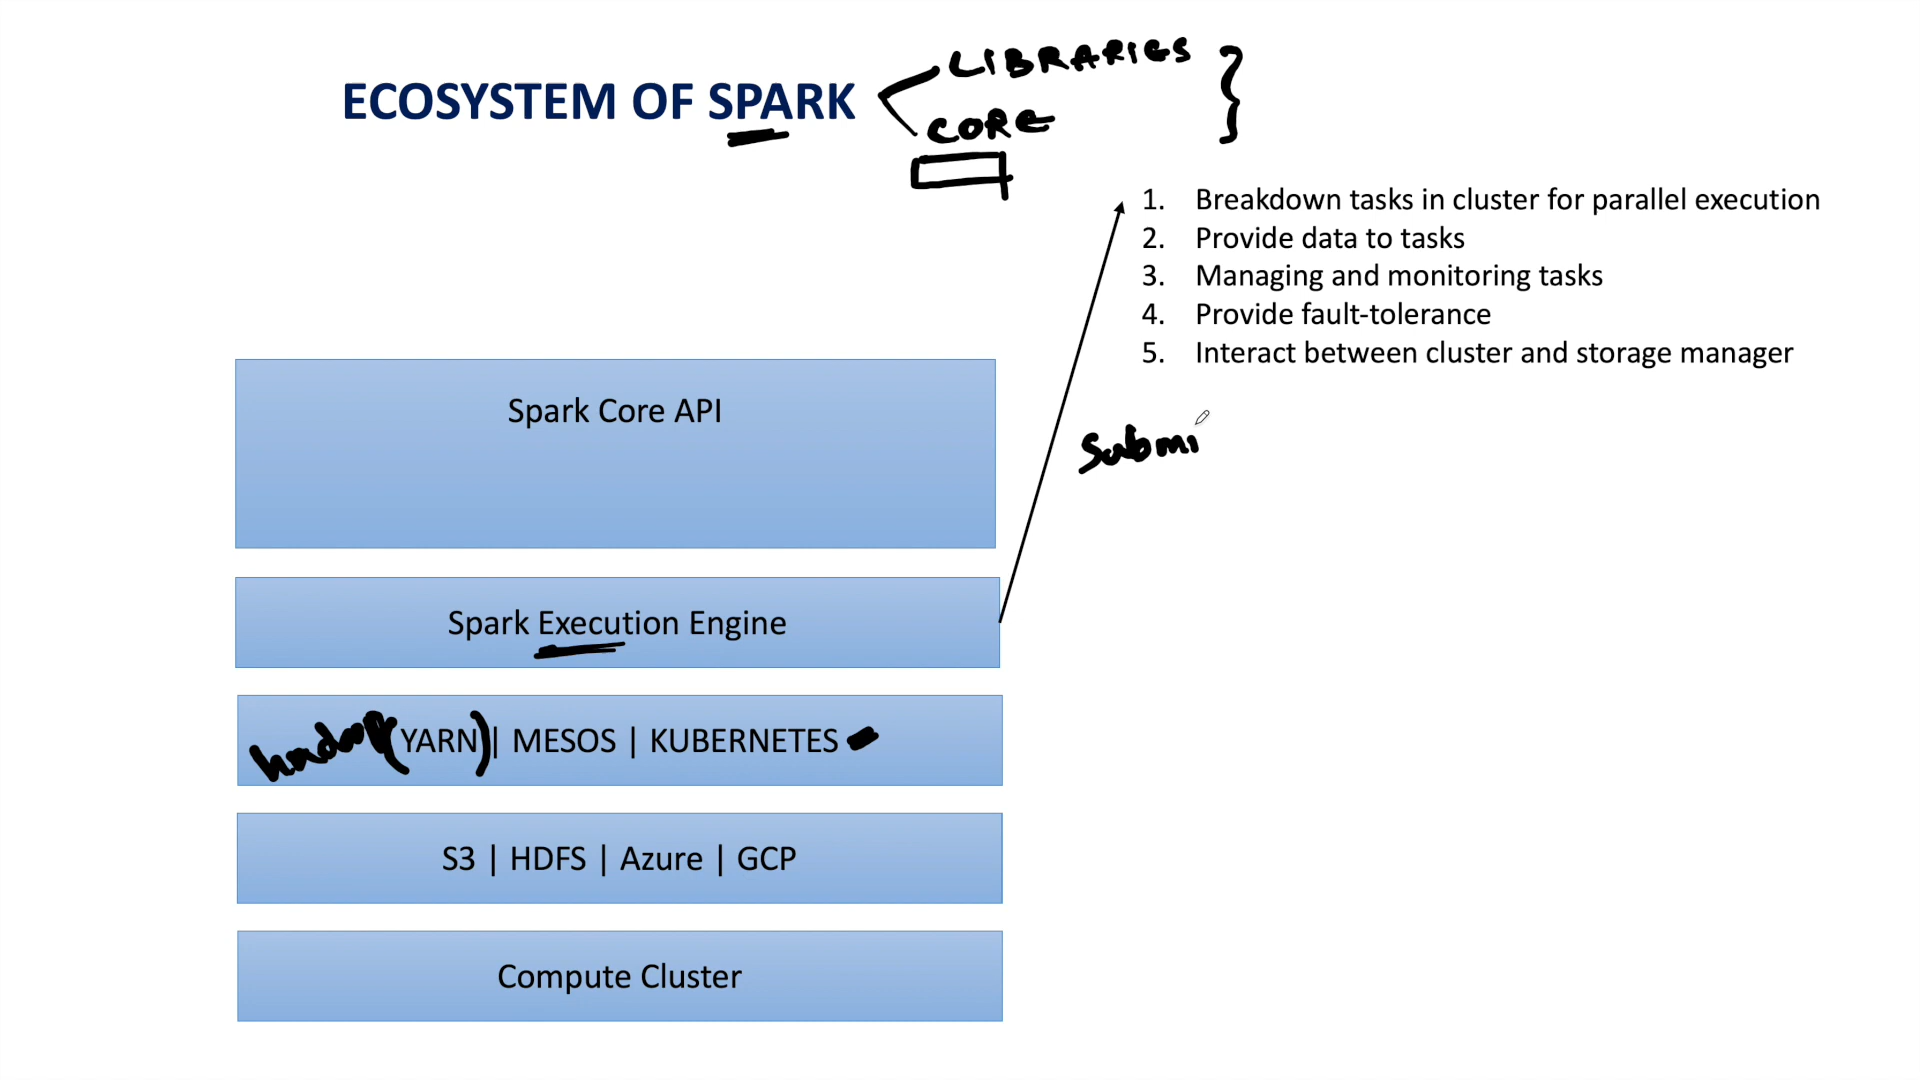 LIBRARIES
ECOSYSTEM OF SPARK
CORE
1. Breakdown tasks in cluster for parallel execution
2. Provide data to tasks
3. Managing and monitoring tasks
4. Provide fault-tolerance
5. Interact between cluster and storage manager
Spark Core API
Submi
Spark Execution Engine
hadoop (YARN) | MESOS | KUBERNETES
S3 | HDFS | Azure | GCP
Compute Cluster